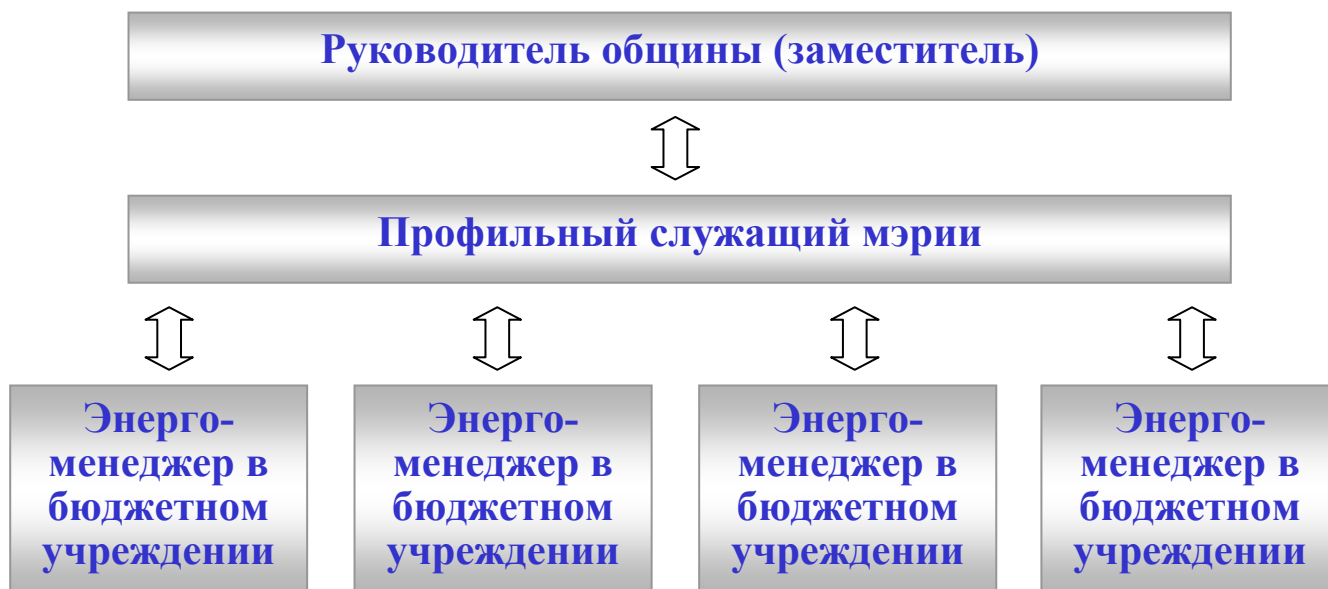 Руководитель общины (заместитель)
Профильный служащий мэрии
Энерго-
менеджер в
бюджетном
учреждении
Энерго-
менеджер в
бюджетном
учреждении
Энерго-
менеджер в
бюджетном
учреждении
Энерго-
менеджер в
бюджетном
учреждении